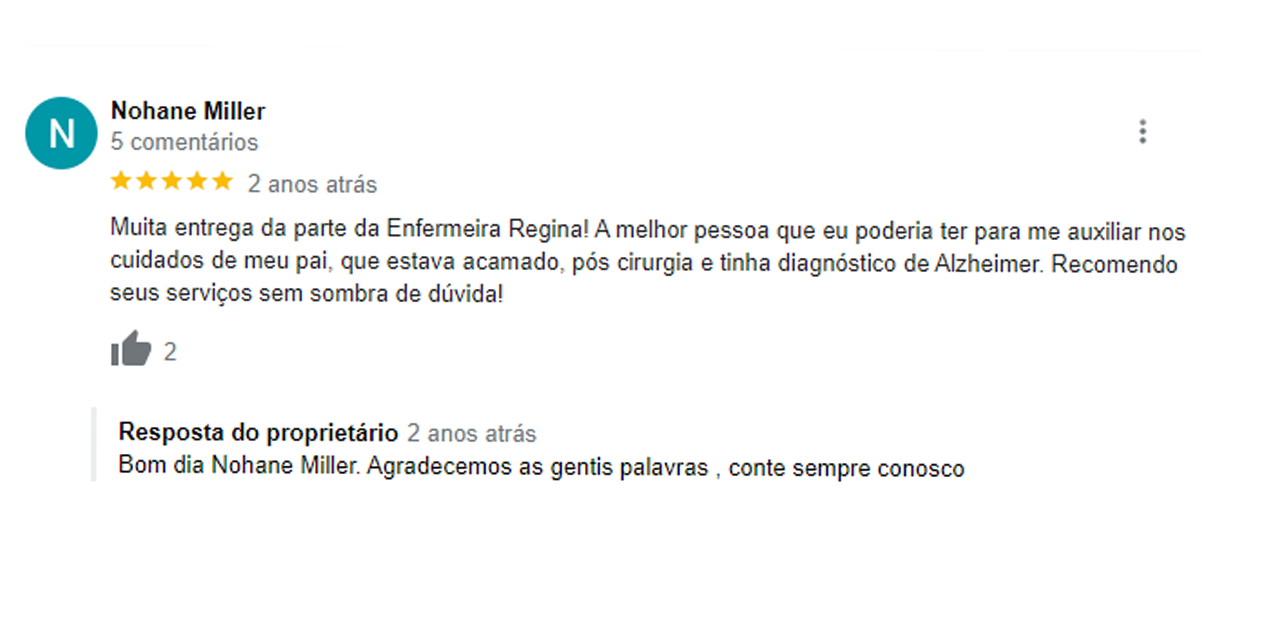 N
Nohane Miller
5 comentários
2 anos atrás
Muita entrega da parte da Enfermeira Regina! A melhor pessoa que eu poderia ter para me auxiliar nos
cuidados de meu pai, que estava acamado, pós cirurgia e tinha diagnóstico de Alzheimer. Recomendo
seus serviços sem sombra de dúvida!
2
Resposta do proprietário 2 anos atrás
Bom dia Nohane Miller. Agradecemos as gentis palavras , conte sempre conosco